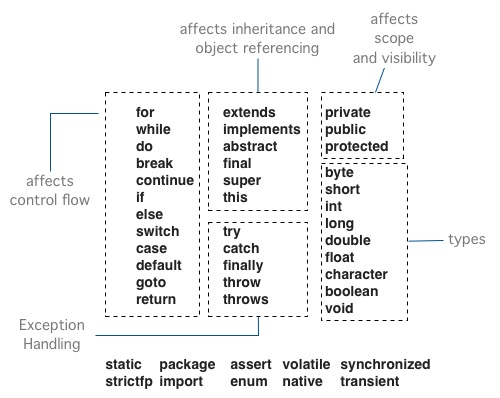 affects inheritance and
object referencing
affects
scope
and visibility
for
while
do
break
continue
if
else
switch
case
default
goto
return
extends
implements
abstract
final
super
this
private
public
protected
affects
control flow
try
catch
finally
throw
throws
byte
short
int
long
double
float
character
boolean
void
types
Exception
Handling
static package assert volatile synchronized
strictfp import enum native transient